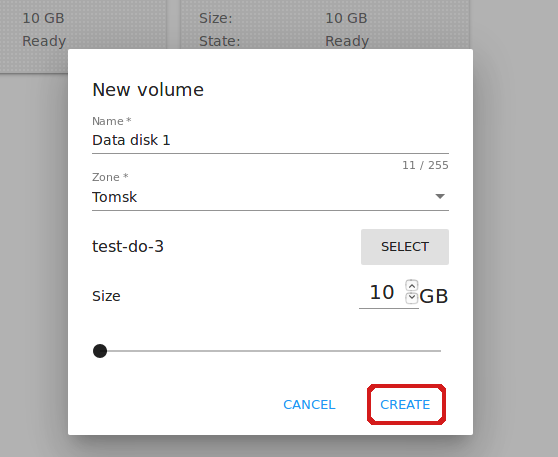 10 GB Size: 10 GB
Ready State: Ready
New volume
Name *
Data disk 1
11 / 255
Zone *
Tomsk
test-do-3 SELECT
Size 10 GB
CANCEL CREATE